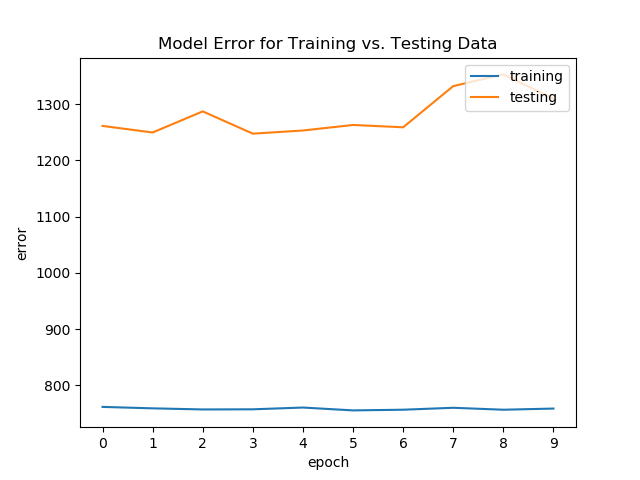 Model Error for Training vs. Testing Data
training
testing
1300
1200
1100
1000
900
800
error
0 1 2 3 4 5 6 7 8 9
epoch